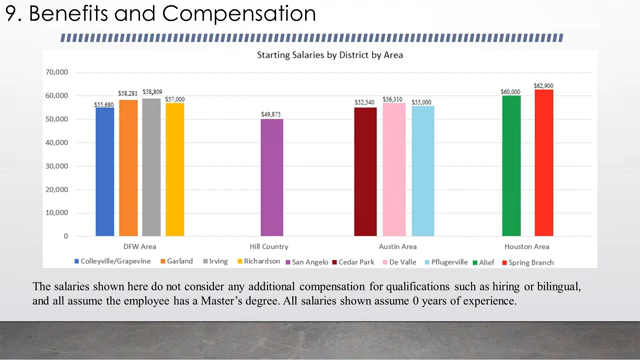 9. Benefits and Compensation
Starting Salaries by District by Area
70,000
60,000
50,000
40,000
30,000
20,000
10,000
0
$55,680
$58,281
$58,809
$57,000
$49,875
$52,540
$56,310
$55,000
$60,000
$62,900
DFW Area
Hill Country
Austin Area
Houston Area
Colleyville/Grapevine Garland Irving Richardson San Angelo Cedar Park De Valle Pflugerville Alief Spring Branch
The salaries shown here do not consider any additional compensation for qualifications such as hiring or bilingual,
and all assume the employee has a Master's degree. All salaries shown assume 0 years of experience.